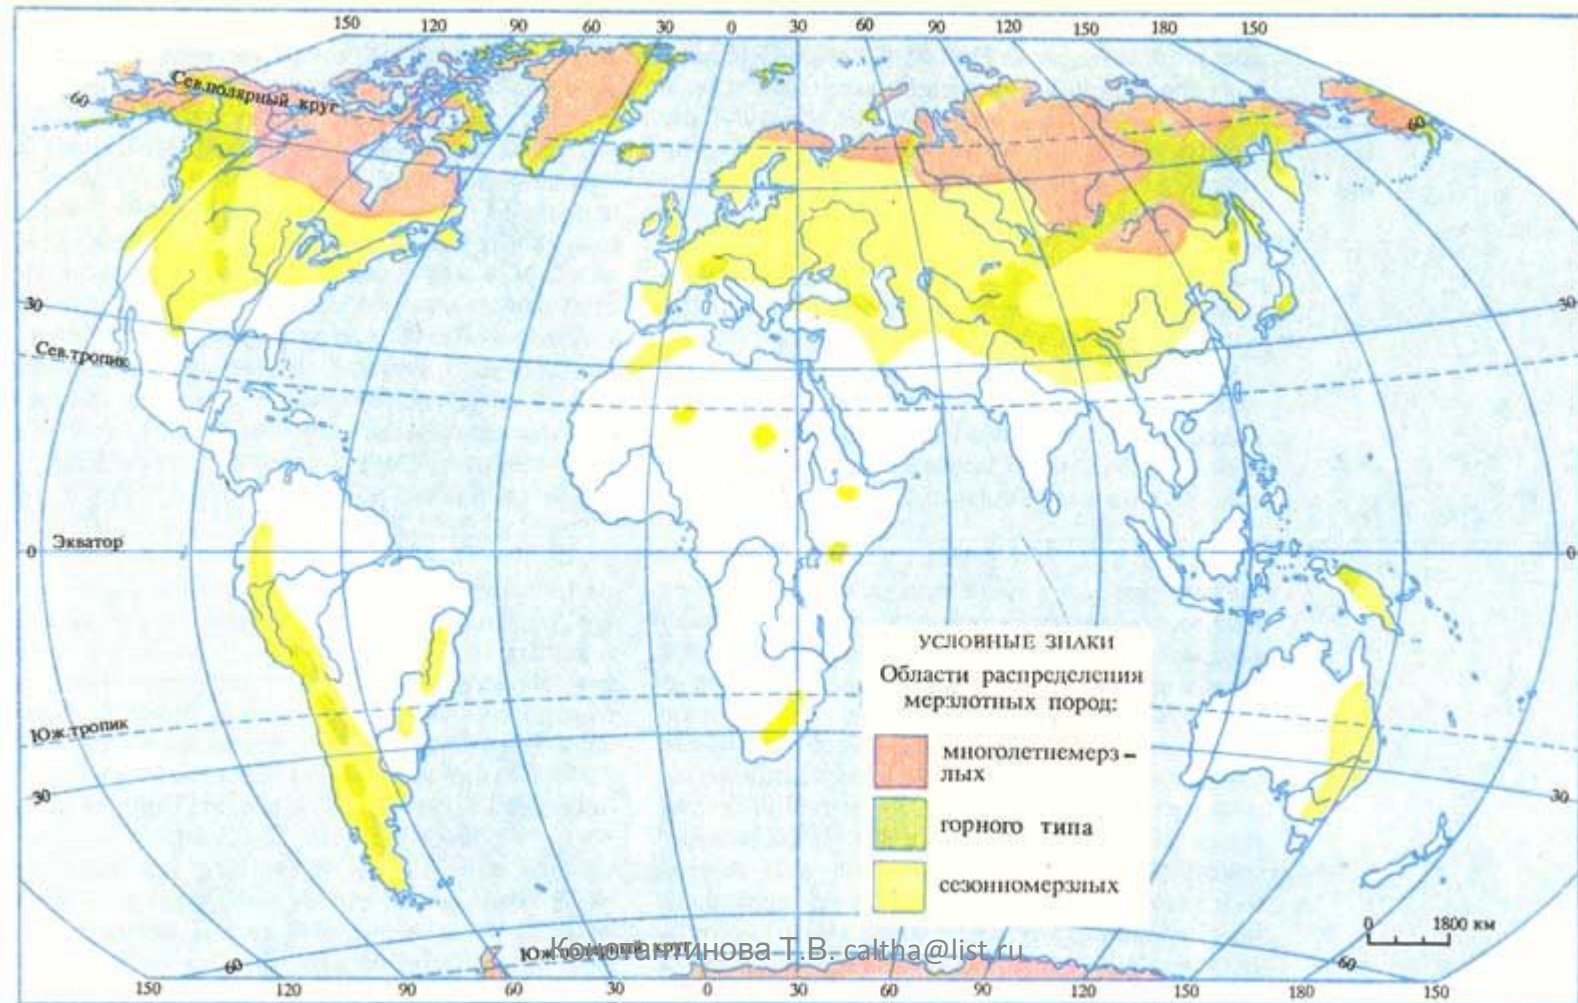 150 120 90 60 30 0 30 60 90 120 150 180 150
Сев.полярный круг
60
60
30
30
Сев.тропик
0 Экватор
0
УСЛОВНЫЕ ЗНАКИ
Области распределения
мерзлотных пород:
Юж.тропик
многолетнемерз-
лых
30
30
горного типа
сезонномерзлых
0 1800 км
Юж.полярный круг
Константинова Т.В. caltha@list.ru
60
60
150 120 90 60 30 0 30 60 90 120 150 180 150